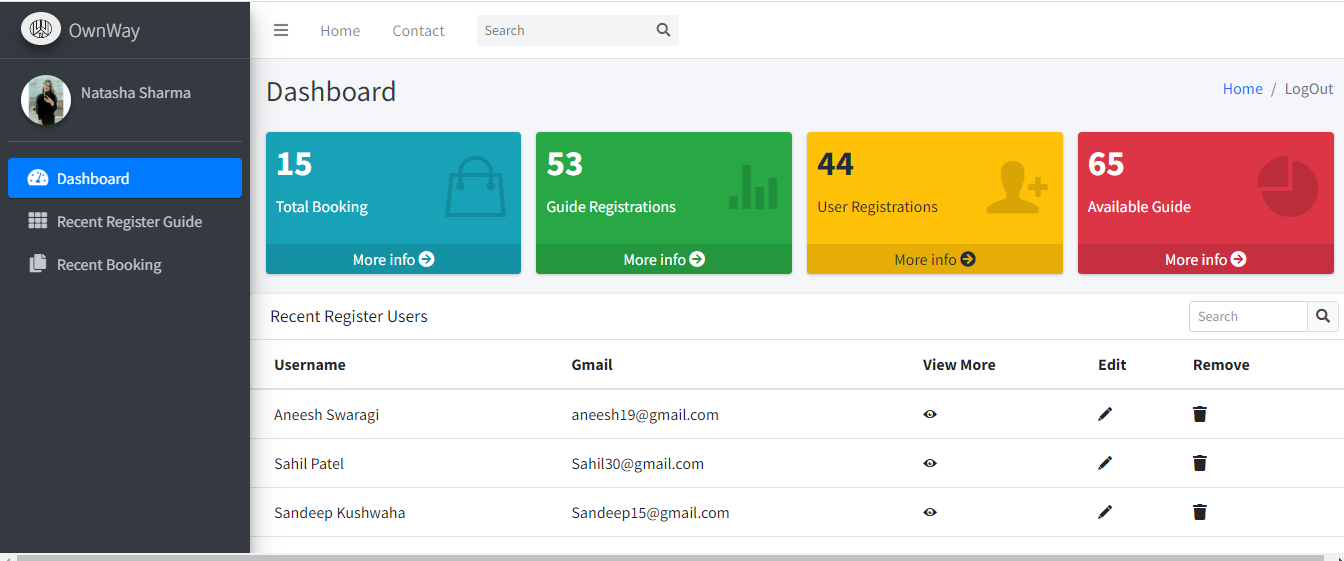 OwnWay
Home Contact Search
Natasha Sharma
Dashboard
Home / LogOut
Dashboard
Recent Register Guide
Recent Booking
15
Total Booking
More info
53
Guide Registrations
More info
44
User Registrations
More info
65
Available Guide
More info
Recent Register Users
Search
Username Gmail View More Edit Remove
Aneesh Swaragi aneesh19@gmail.com
Sahil Patel Sahil30@gmail.com
Sandeep Kushwaha Sandeep15@gmail.com